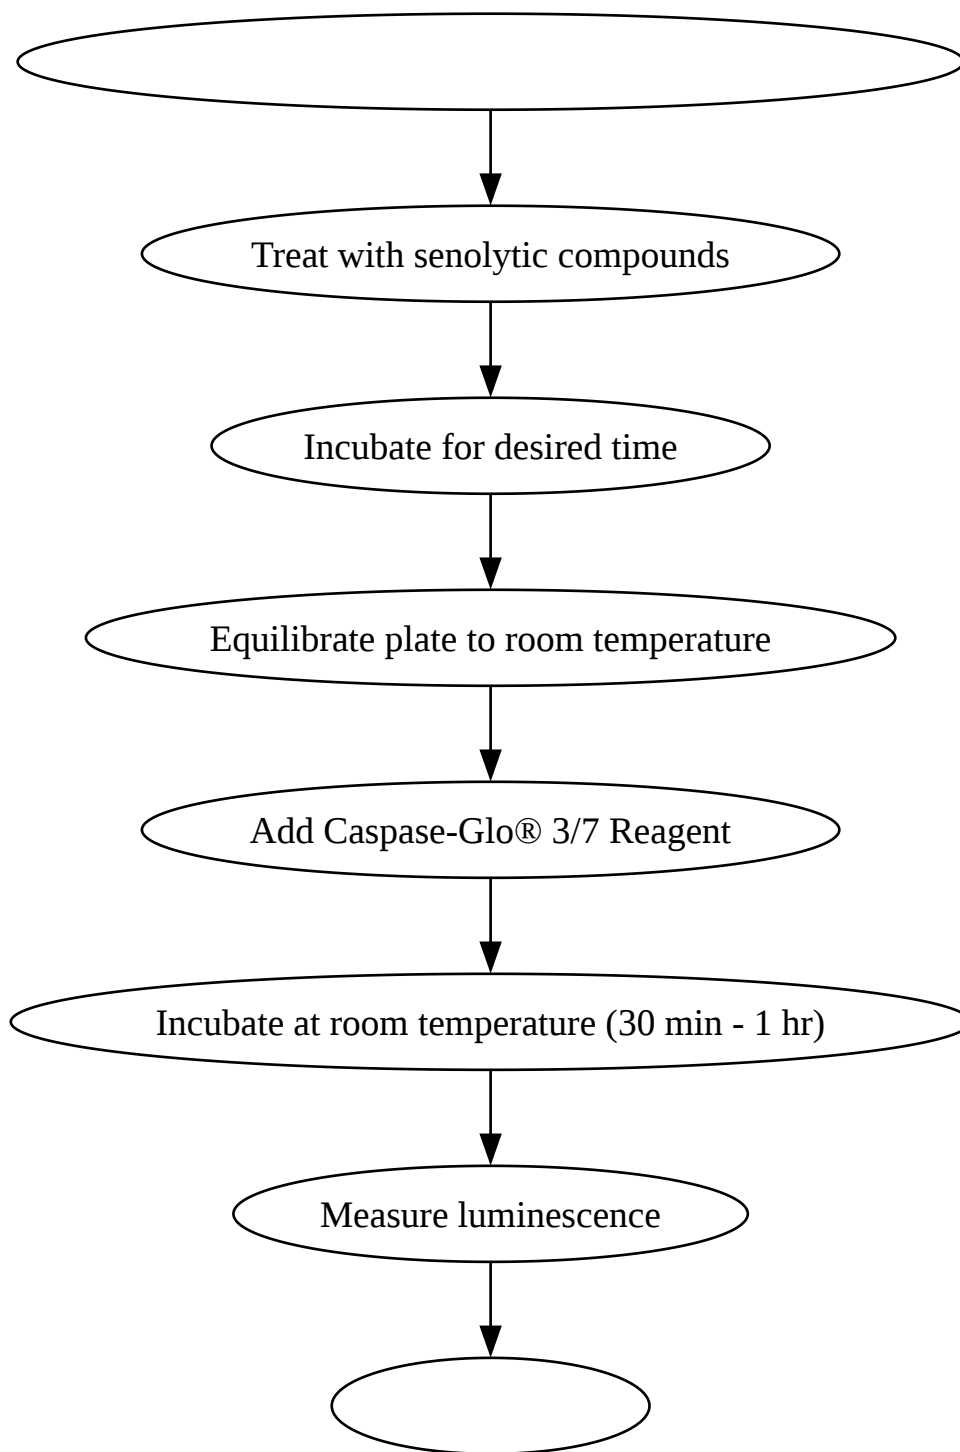 Treat with senolytic compounds
Incubate for desired time
Equilibrate plate to room temperature
Add Caspase-Glo® 3/7 Reagent
Incubate at room temperature (30 min - 1 hr)
Measure luminescence